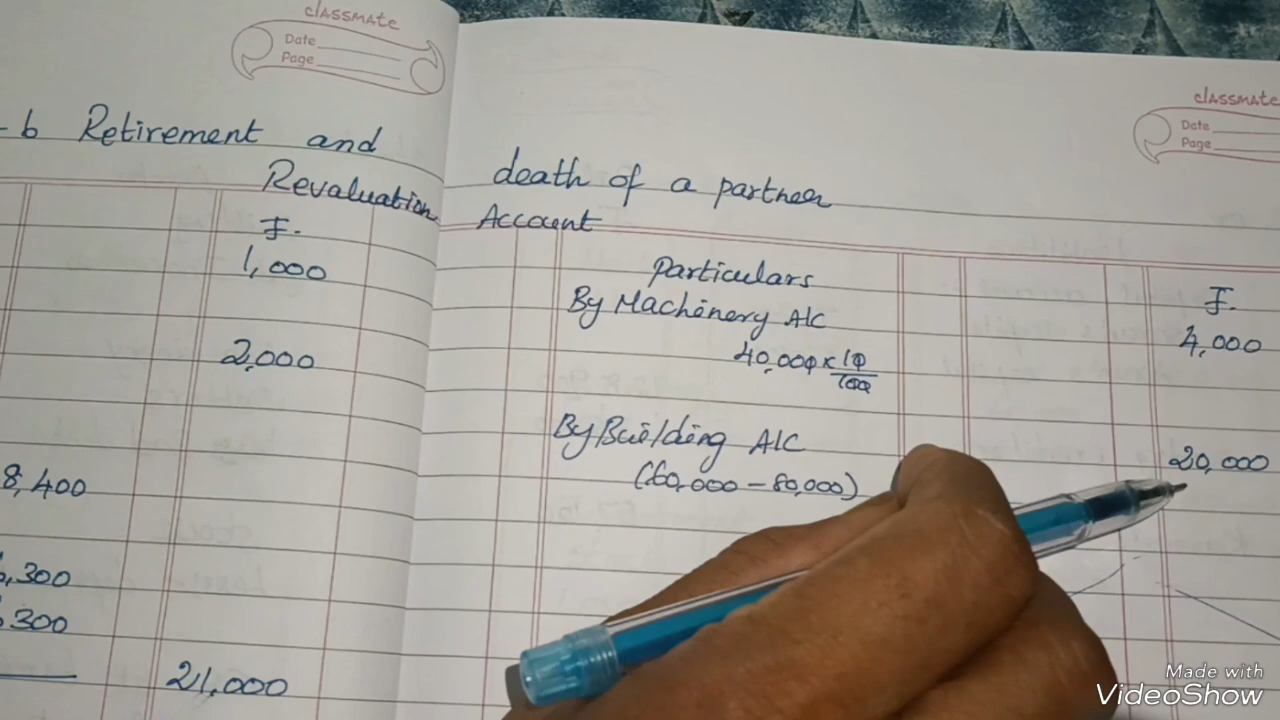 classmate
Date
Page
-6 Retirement and
Revaluation
₹.
1,000
2,000
8,400
6,300
6,300
21,000
classmate
Date
Page
death of a partner
Account
Particulars
₹.
By Machinery A/C
4,000
40,000 x 10
100
By Building A/C
20,000
(60,000 - 80,000)
Made with
VideoShow